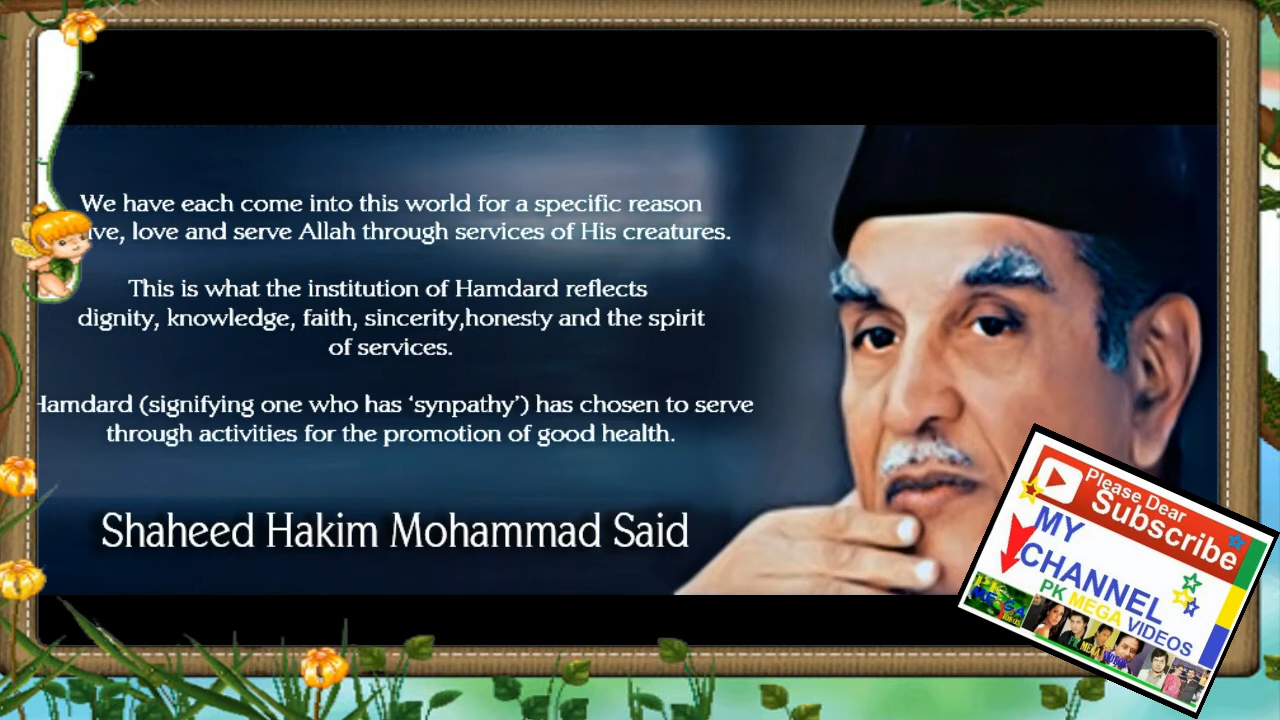 We have each come into this world for a specific reason
love and serve Allah through services of His creatures.
This is what the institution of Hamdard reflects
dignity, knowledge, faith, sincerity,honesty and the spirit
of services.
Hamdard (signifying one who has ‘synpathy’) has chosen to serve
through activities for the promotion of good health.
Shaheed Hakim Mohammad Said
Please Dear
Subscribe
MY
CHANNEL
PK MEGA VIDEOS